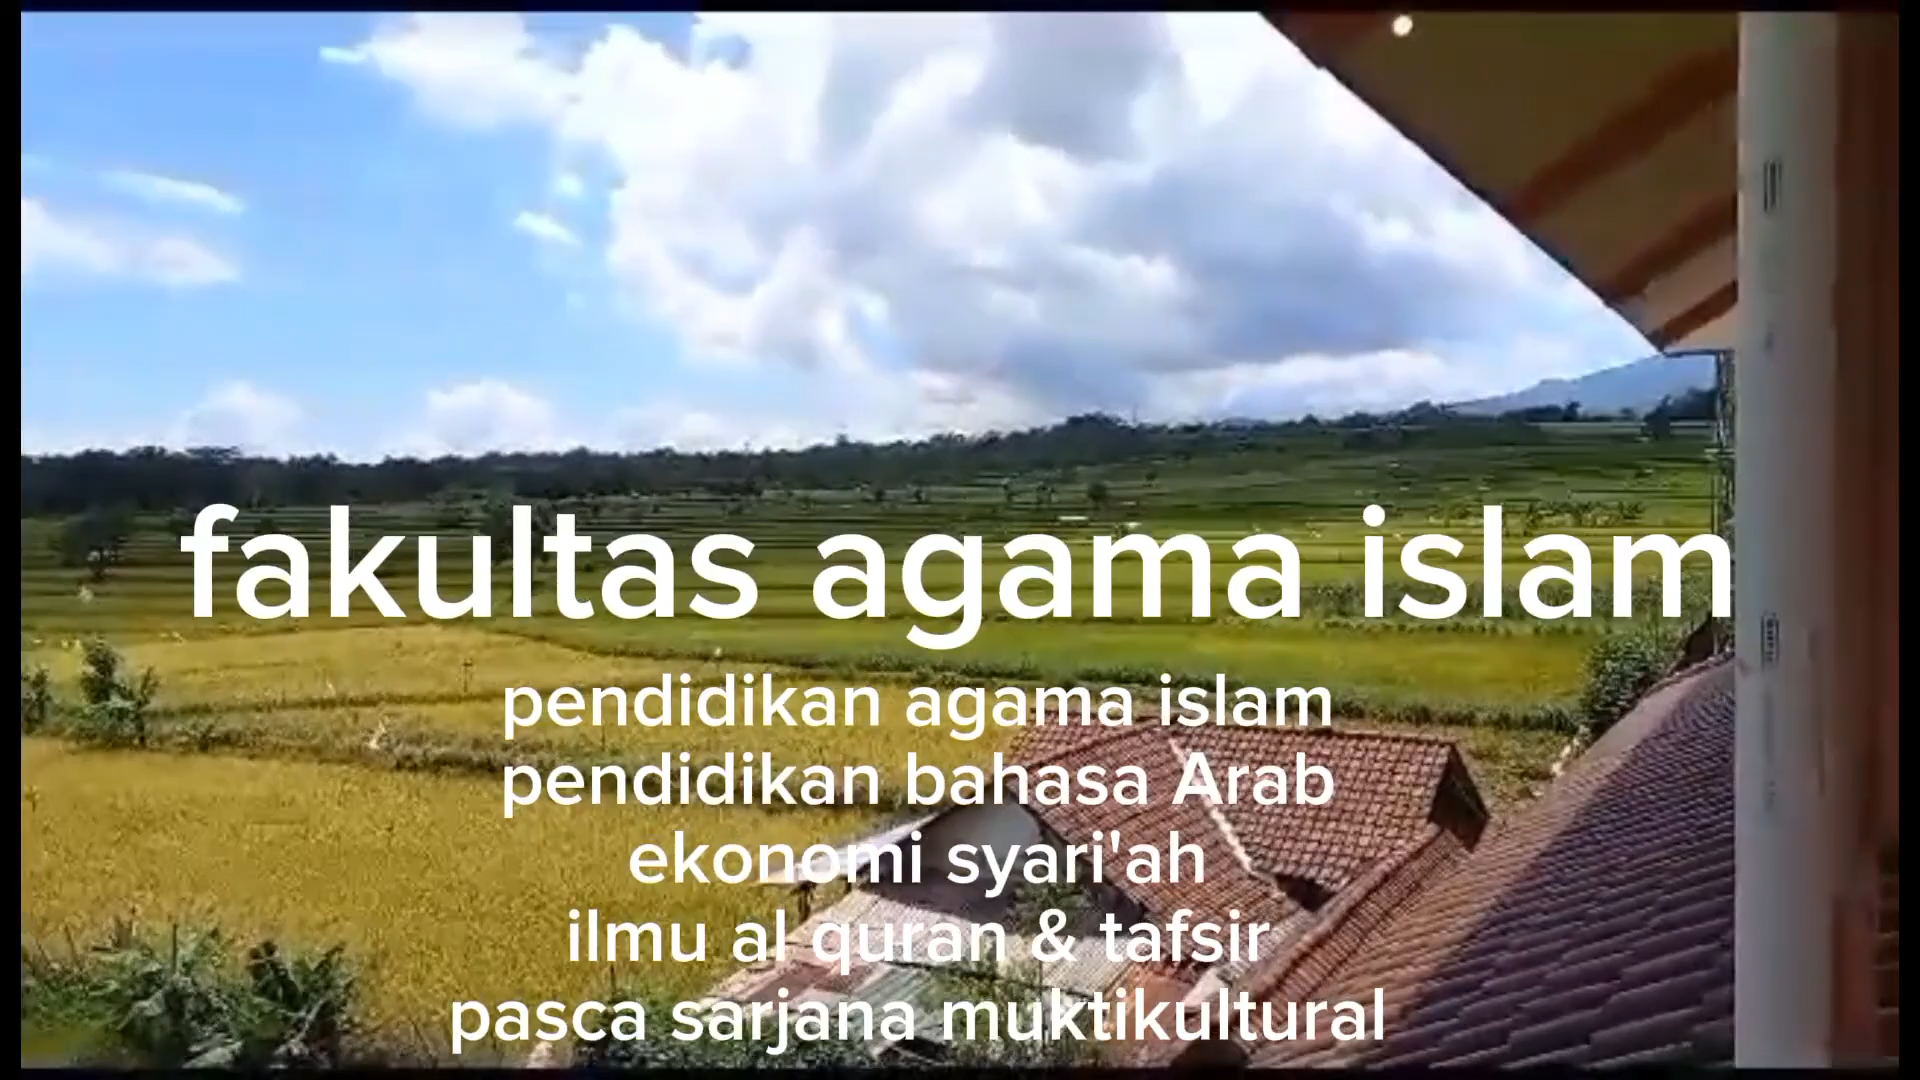 fakultas agama islam
pendidikan agama islam
pendidikan bahasa Arab
ekonomi syari'ah
ilmu al quran & tafsir
pasca sarjana muktikultural